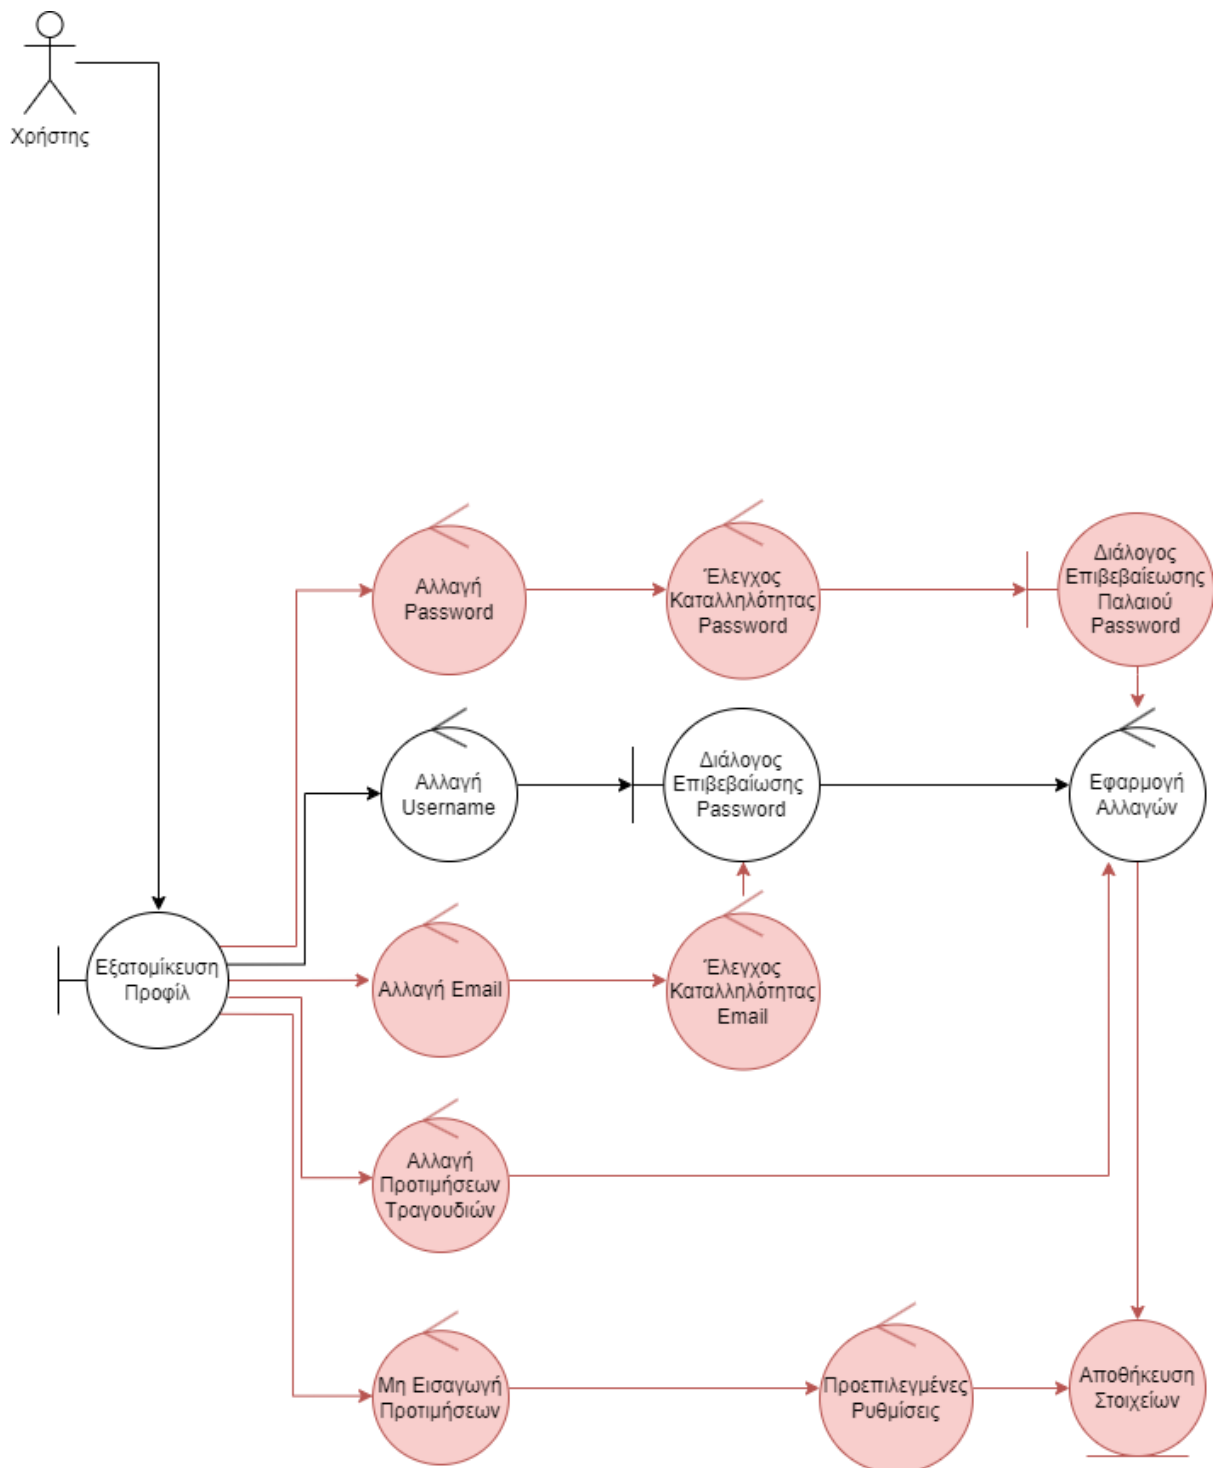 Χρήστης
Αλλαγή
Password
Έλεγχος
Καταλληλότητας
Password
Διάλογος
Επιβεβαίεωσης
Παλαιού
Password
Αλλαγή
Username
Διάλογος
Επιβεβαίωσης
Password
Εφαρμογή
Αλλαγών
Εξατομίκευση
Προφίλ
Αλλαγή Email
Έλεγχος
Καταλληλότητας
Email
Αλλαγή
Προτιμήσεων
Τραγουδιών
Μη Εισαγωγή
Προτιμήσεων
Προεπιλεγμένες
Ρυθμίσεις
Αποθήκευση
Στοιχείων